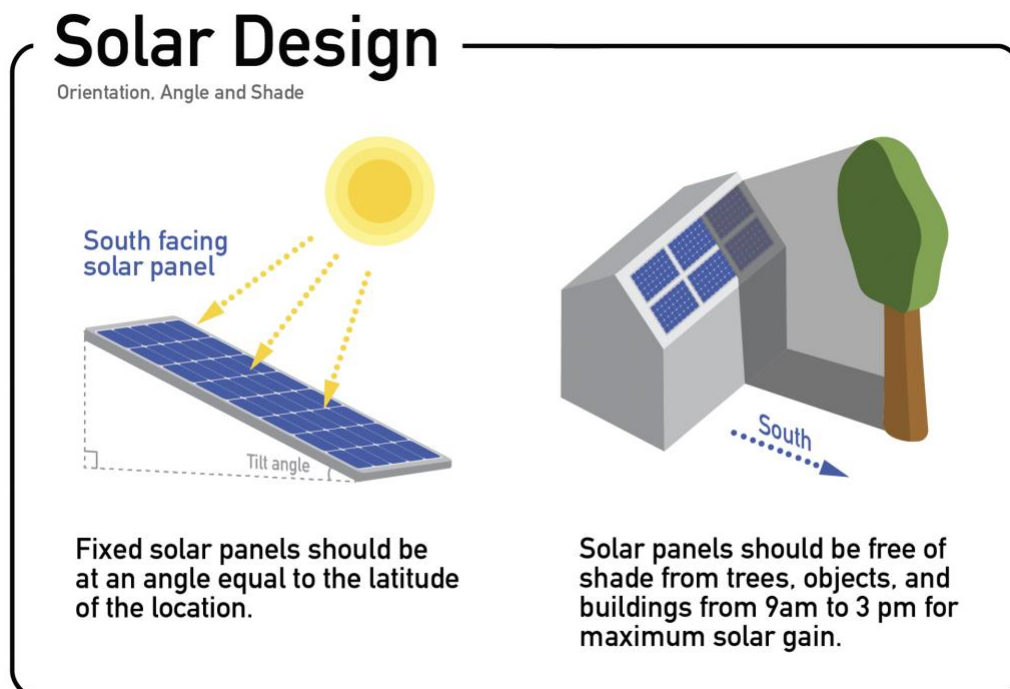 Solar Design
Orientation, Angle and Shade
South facing
solar panel
Tilt angle
Fixed solar panels should be
at an angle equal to the latitude
of the location.
South
Solar panels should be free of
shade from trees, objects, and
buildings from 9am to 3 pm for
maximum solar gain.